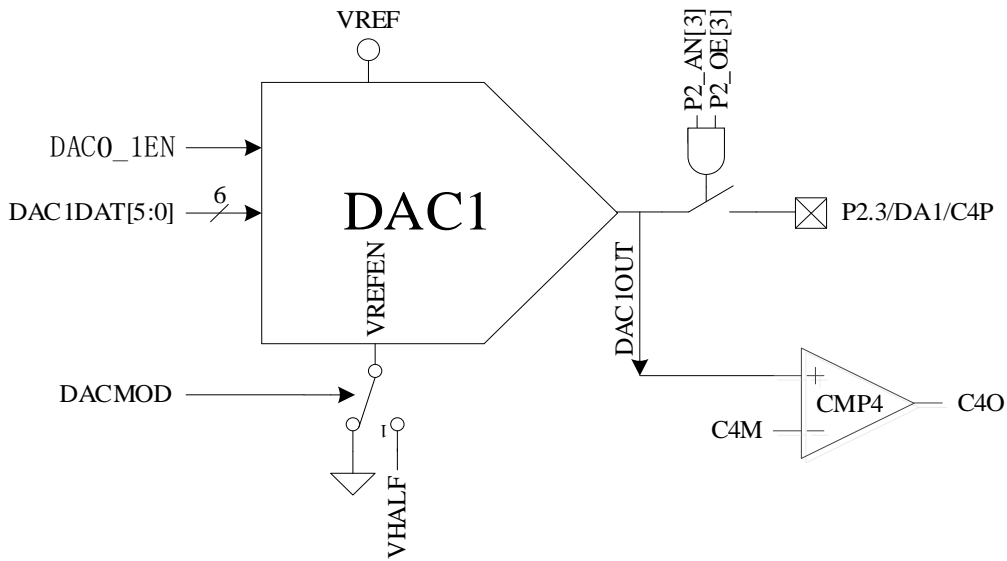 VREF
P2_AN[3]
P2_OE[3]
DAC0_1EN
DAC1DAT[5:0]
6
DAC1
VREFEN
P2.3/DA1/C4P
DAC1OUT
DACMOD
1
VHALF
+
CMP4
C4M
C4O